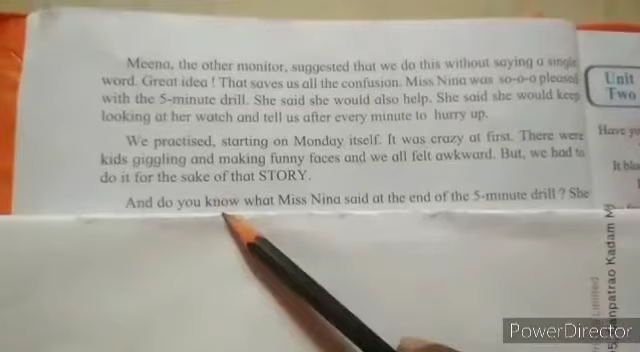 Meena, the other monitor, suggested that we do this without saying a single
word. Great idea ! That saves us all the confusion. Miss Nina was so-o-o pleased
with the 5-minute drill. She said she would also help. She said she would keep
looking at her watch and tell us after every minute to hurry up.
We practised, starting on Monday itself. It was crazy at first. There were
kids giggling and making funny faces and we all felt awkward. But, we had to
do it for the sake of that STORY.
And do you know what Miss Nina said at the end of the 5-minute drill ? She
Unit
Two
Have
It
Limited
anpatrao Kadam M
PowerDirector